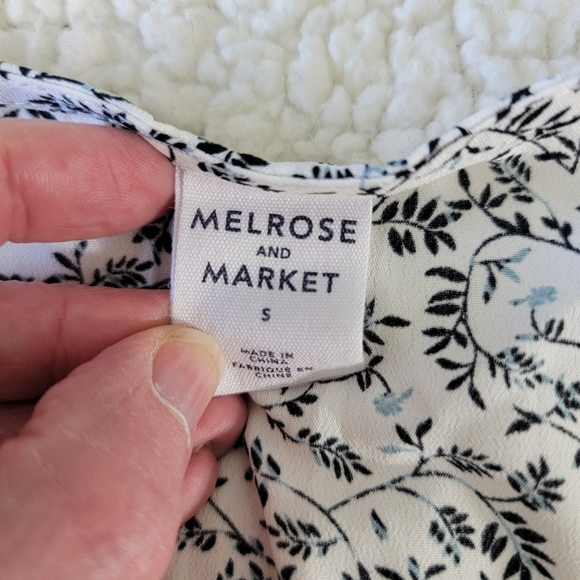 MELROSE
AND
MARKET
S
MADE IN
CHINA
FABRIQUÉ EN
CHINE